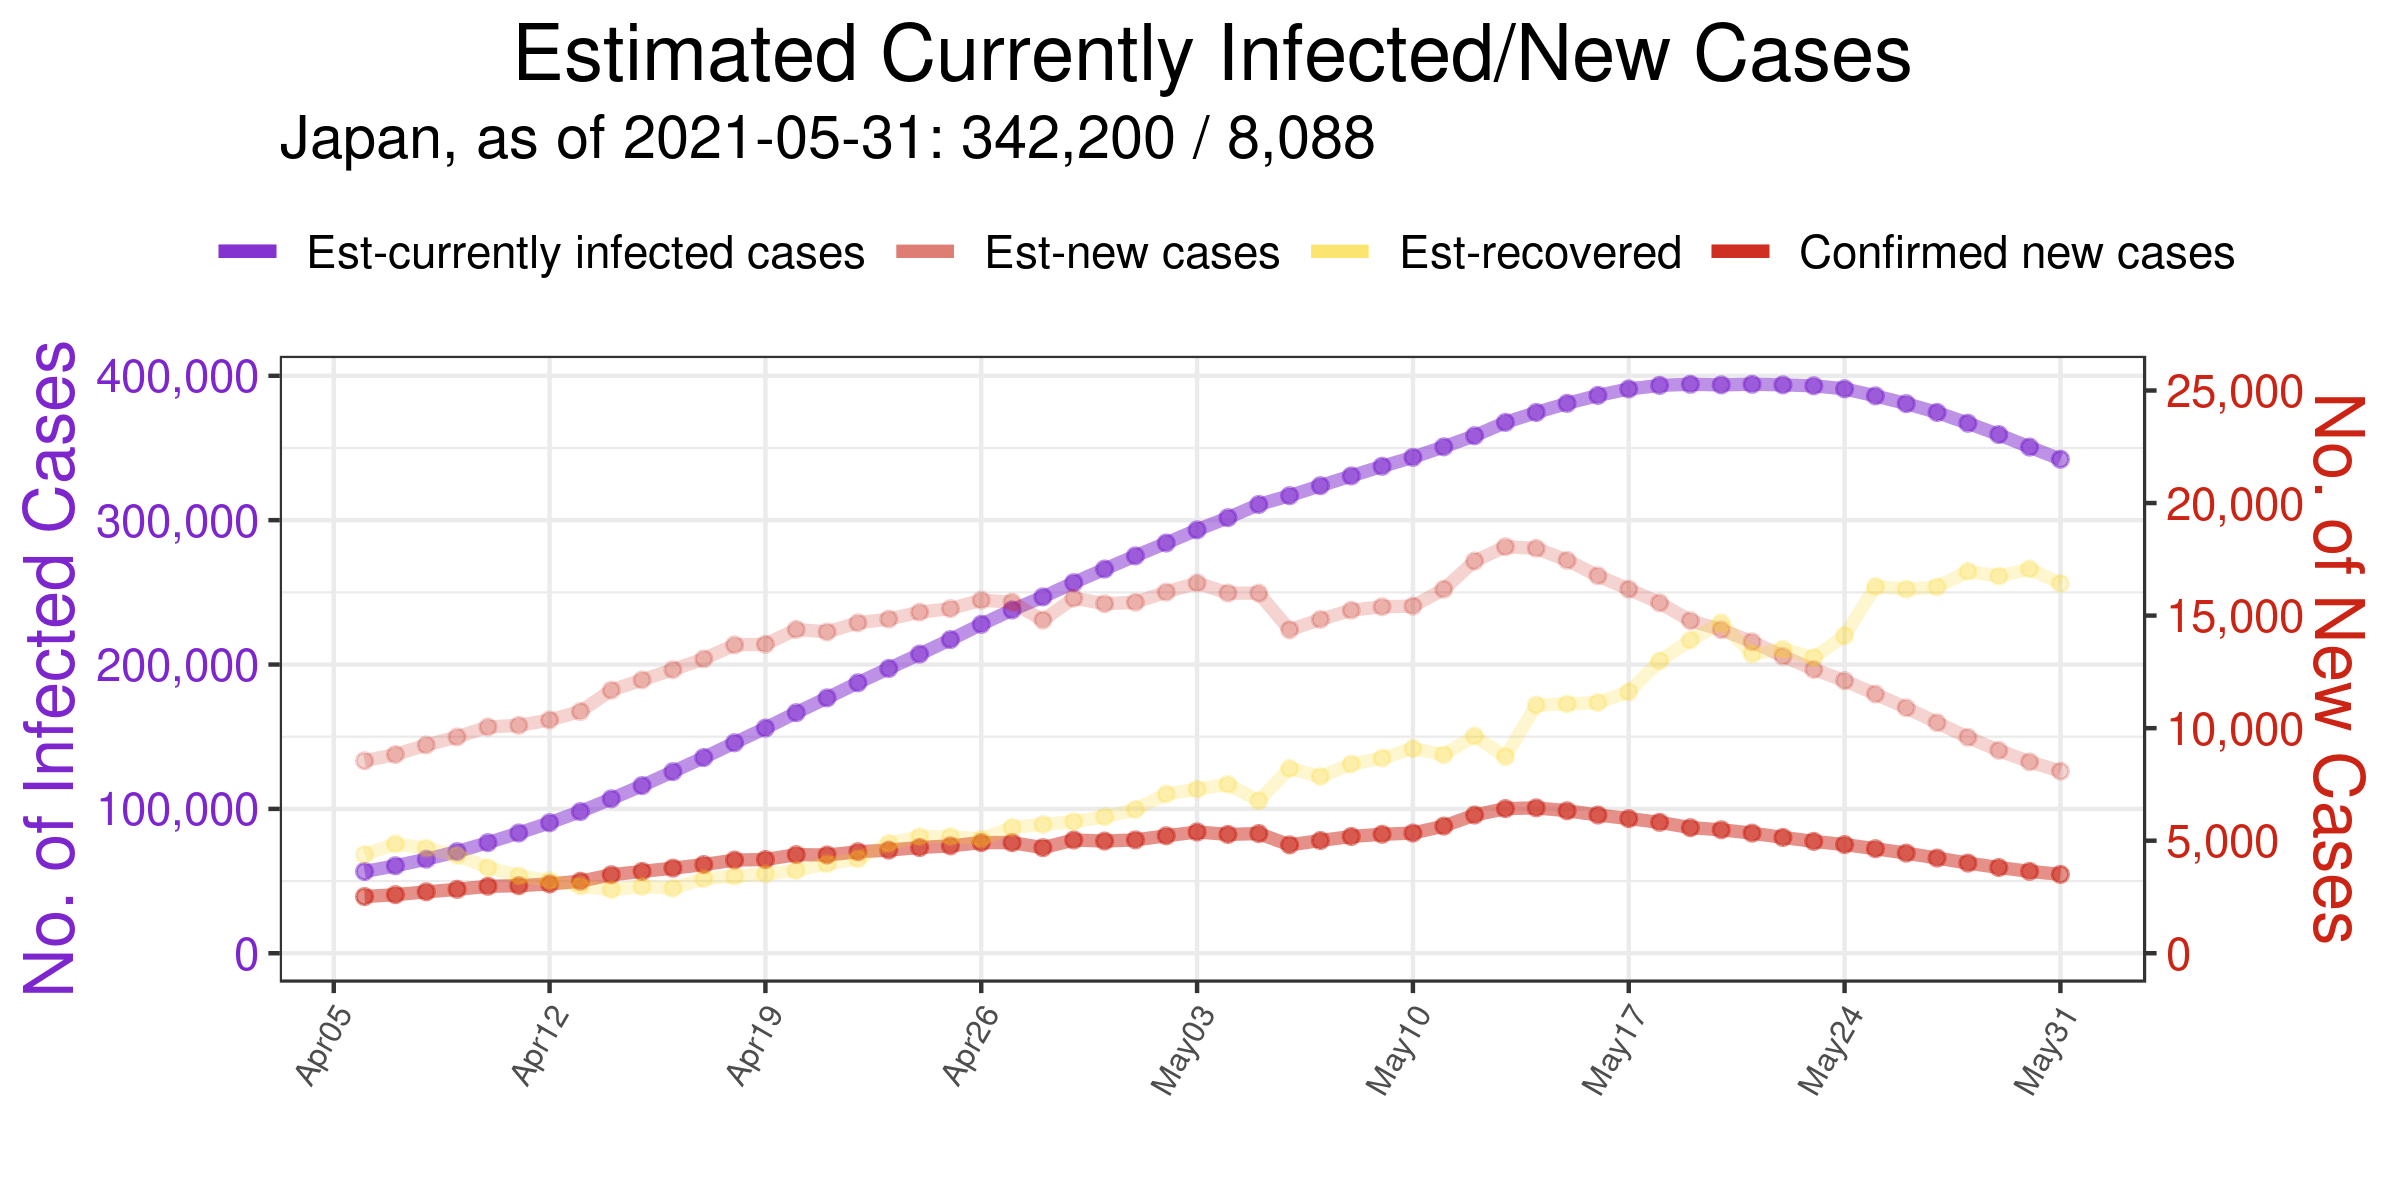 Estimated Currently Infected/New Cases
Japan, as of 2021-05-31: 342,200 / 8,088
Est-currently infected cases Est-new cases Est-recovered Confirmed new cases
No. of Infected Cases
400,000
300,000
200,000
100,000
0
25,000
20,000
15,000
10,000
5,000
0
No. of New Cases
Apr05 Apr12 Apr19 Apr26 May03 May10 May17 May24 May31